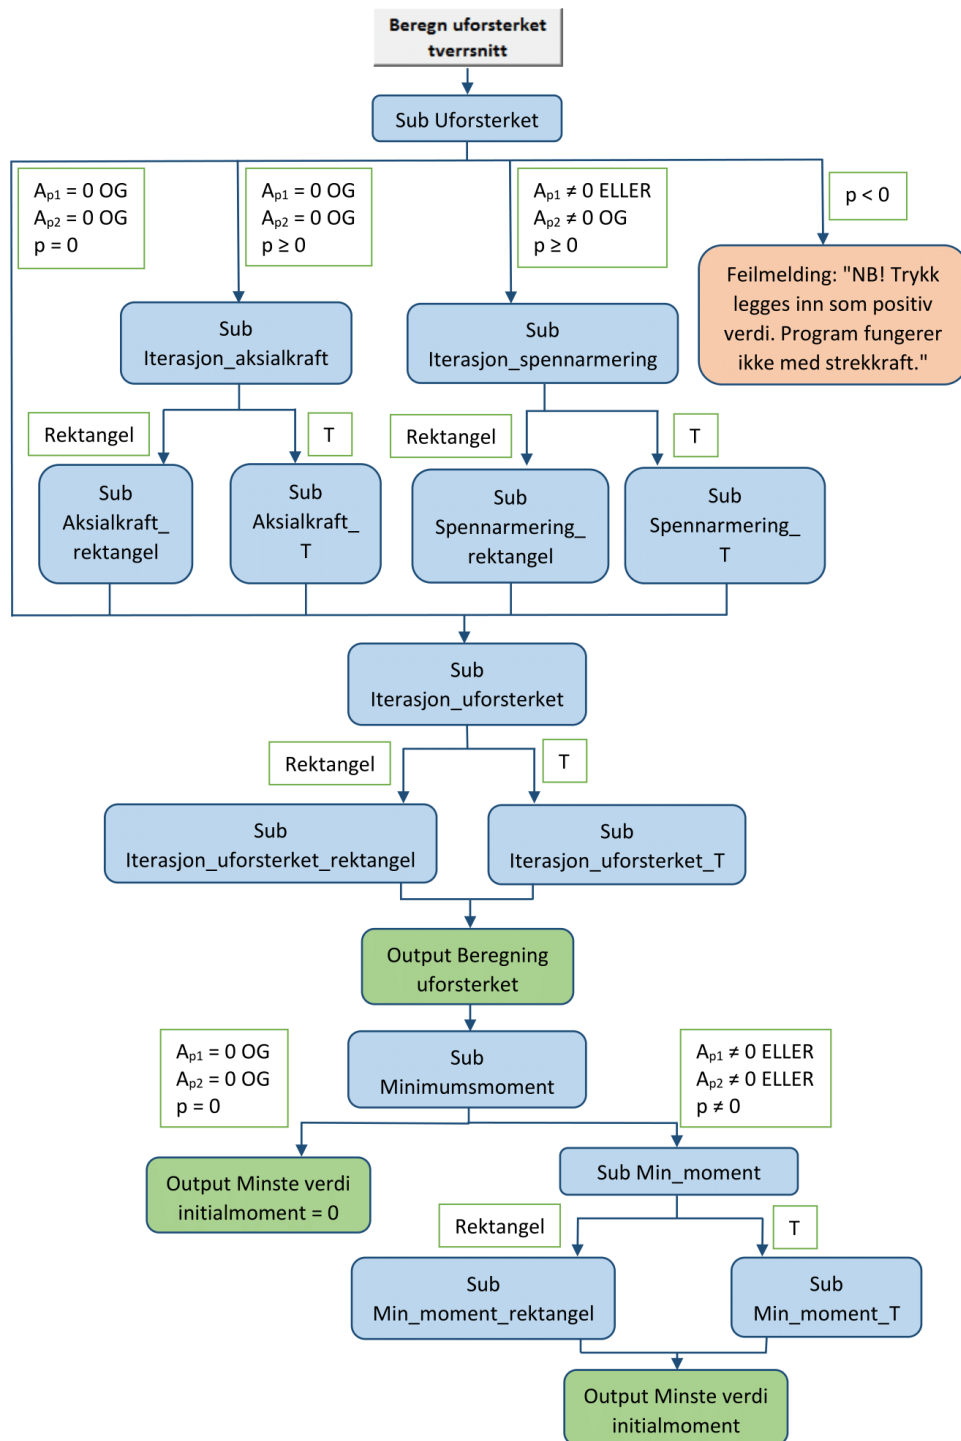 Beregn uforsterket
tverrsnitt
Sub Uforsterket
Aₚ₁ = 0 OG
Aₚ₂ = 0 OG
p = 0
Aₚ₁ = 0 OG
Aₚ₂ = 0 OG
p ≥ 0
Aₚ₁ ≠ 0 ELLER
Aₚ₂ ≠ 0 OG
p ≥ 0
p < 0
Sub
Iterasjon_aksialkraft
Sub
Iterasjon_spennarmering
Feilmelding: "NB! Trykk
legges inn som positiv
verdi. Program fungerer
ikke med strekkraft."
Rektangel
T
Rektangel
T
Sub
Aksialkraft_
rektangel
Sub
Aksialkraft_
T
Sub
Spennarmering_
rektangel
Sub
Spennarmering_
T
Sub
Iterasjon_uforsterket
Rektangel
T
Sub
Iterasjon_uforsterket_rektangel
Sub
Iterasjon_uforsterket_T
Output Beregning
uforsterket
Aₚ₁ = 0 OG
Aₚ₂ = 0 OG
p = 0
Sub
Minimumsmoment
Aₚ₁ ≠ 0 ELLER
Aₚ₂ ≠ 0 ELLER
p ≠ 0
Output Minste verdi
initialmoment = 0
Sub Min_moment
Rektangel
T
Sub
Min_moment_rektangel
Sub
Min_moment_T
Output Minste verdi
initialmoment